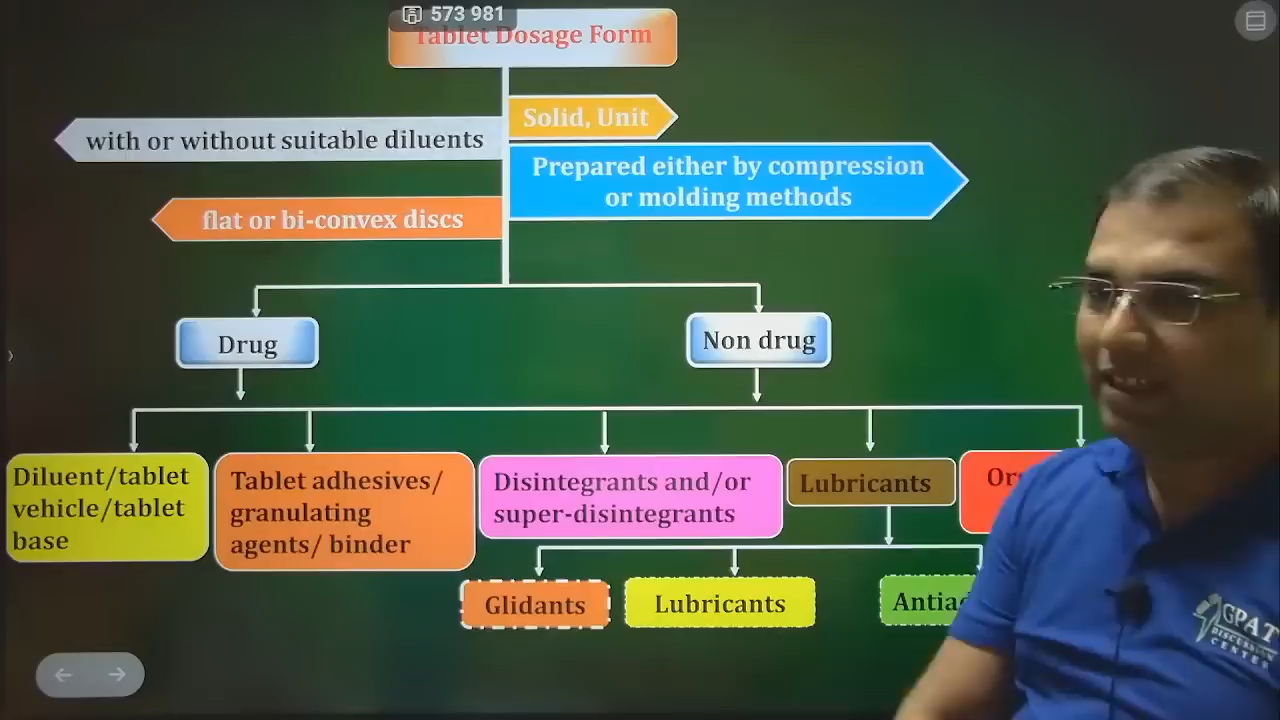 573 981
Tablet Dosage Form
Solid, Unit
with or without suitable diluents
Prepared either by compression
or molding methods
flat or bi-convex discs
Drug
Non drug
Diluent/tablet
vehicle/tablet
base
Tablet adhesives/
granulating
agents/ binder
Disintegrants and/or
super-disintegrants
Lubricants
Glidants
Lubricants
GPAT
DISCUSSION
CENTER